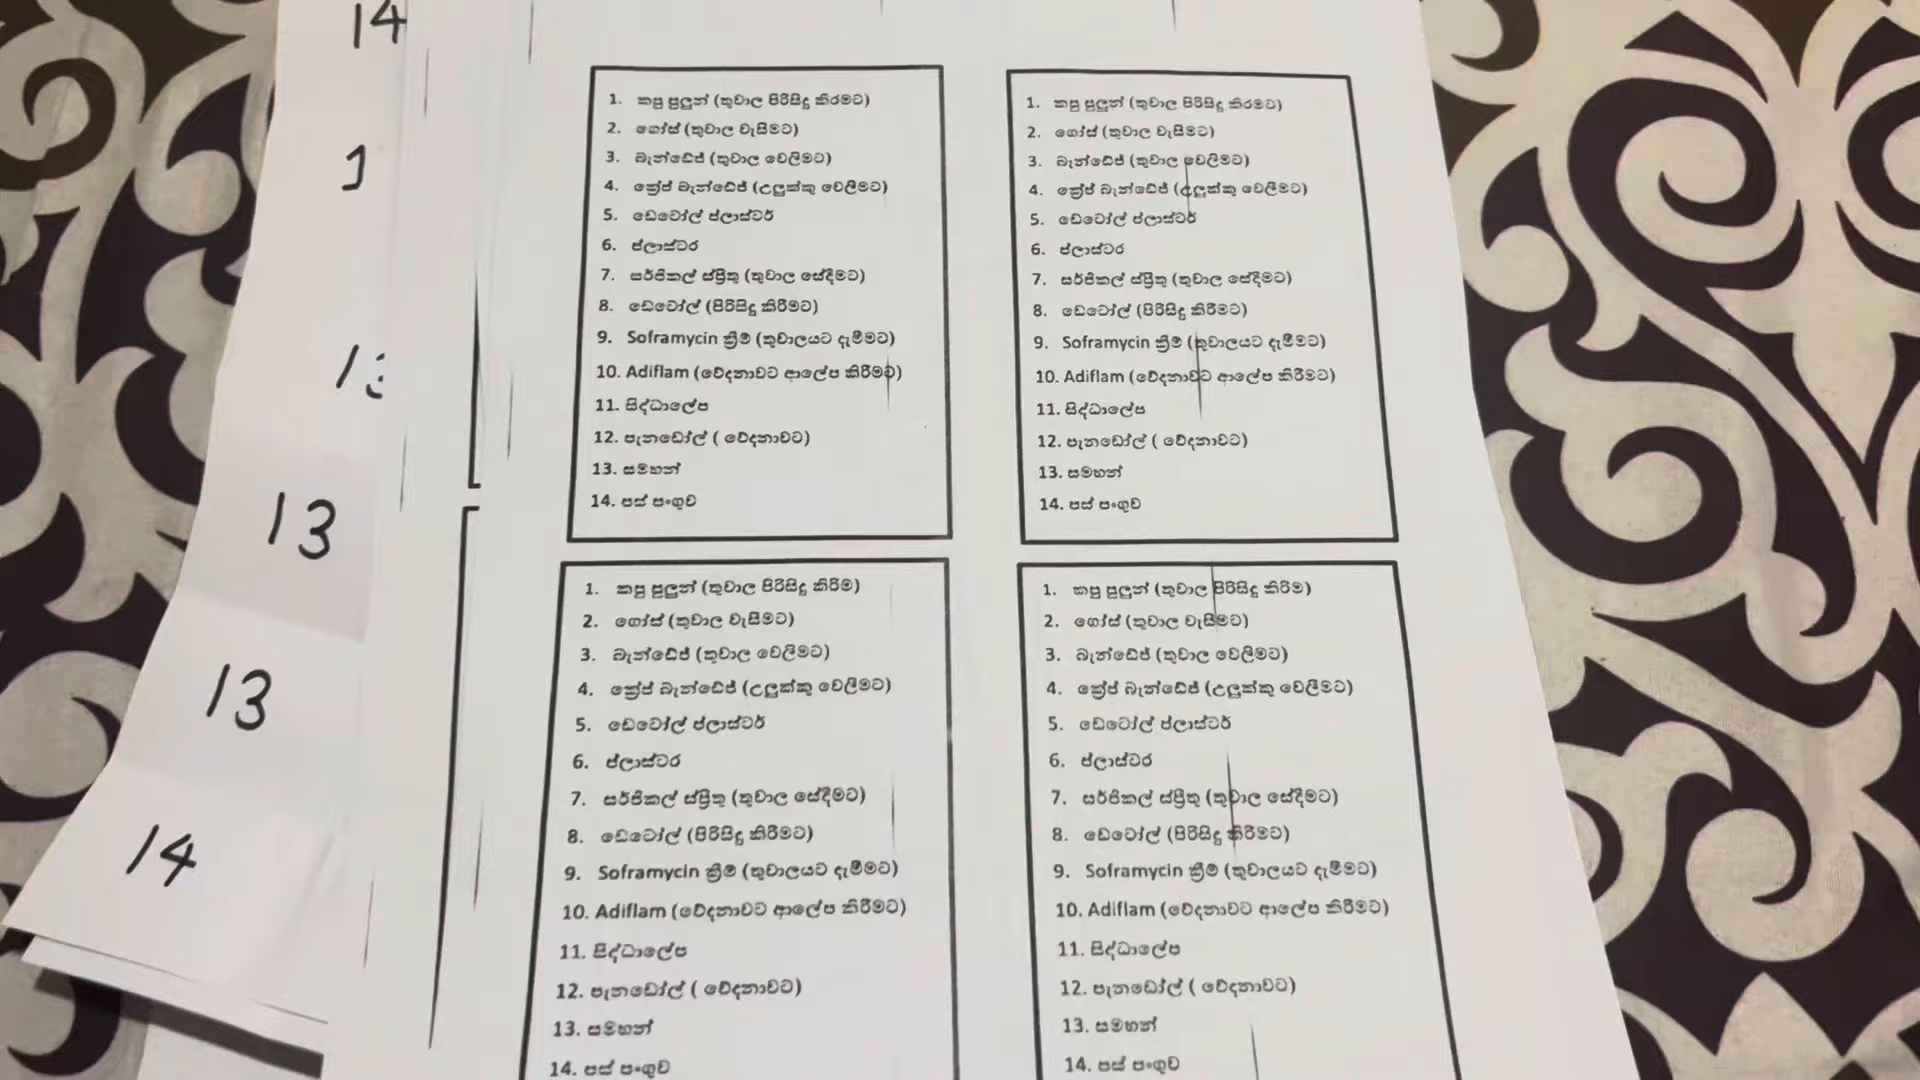 14
1
13
13
13
14
1. කපු පුලුන් (තුවාල පිරිසිදු කිරමට)
2. ගෝස් (තුවාල වැසීමට)
3. බැන්ඩේජ් (තුවාල වෙලීමට)
4. ක්‍රේප් බැන්ඩේජ් (උලුක්කු වෙලීමට)
5. ඩෙටෝල් ප්ලාස්ටර්
6. ප්ලාස්ටර
7. සර්ජිකල් ස්ප්‍රිතු (තුවාල සේදීමට)
8. ඩෙටෝල් (පිරිසිදු කිරීමට)
9. Soframycin ක්‍රීම් (තුවාලයට දැමීමට)
10. Adiflam (වේදනාවට ආලේප කිරීමට)
11. සිද්ධාලේප
12. පැනඩෝල් ( වේදනාවට)
13. සමහන්
14. පස් පංගුව
1. කපු පුලුන් (තුවාල පිරිසිදු කිරමට)
2. ගෝස් (තුවාල වැසීමට)
3. බැන්ඩේජ් (තුවාල වෙලීමට)
4. ක්‍රේප් බැන්ඩේජ් (උලුක්කු වෙලීමට)
5. ඩෙටෝල් ප්ලාස්ටර්
6. ප්ලාස්ටර
7. සර්ජිකල් ස්ප්‍රිතු (තුවාල සේදීමට)
8. ඩෙටෝල් (පිරිසිදු කිරීමට)
9. Soframycin ක්‍රීම් (තුවාලයට දැමීමට)
10. Adiflam (වේදනාවට ආලේප කිරීමට)
11. සිද්ධාලේප
12. පැනඩෝල් ( වේදනාවට)
13. සමහන්
14. පස් පංගුව
1. කපු පුලුන් (තුවාල පිරිසිදු කිරීම)
2. ගෝස් (තුවාල වැසීමට)
3. බැන්ඩේජ් (තුවාල වෙලීමට)
4. ක්‍රේප් බැන්ඩේජ් (උලුක්කු වෙලීමට)
5. ඩෙටෝල් ප්ලාස්ටර්
6. ප්ලාස්ටර
7. සර්ජිකල් ස්ප්‍රිතු (තුවාල සේදීමට)
8. ඩෙටෝල් (පිරිසිදු කිරීමට)
9. Soframycin ක්‍රීම් (තුවාලයට දැමීමට)
10. Adiflam (වේදනාවට ආලේප කිරීමට)
11. සිද්ධාලේප
12. පැනඩෝල් ( වේදනාවට)
13. සමහන්
14. පස් පංගුව
1. කපු පුලුන් (තුවාල පිරිසිදු කිරීම)
2. ගෝස් (තුවාල වැසීමට)
3. බැන්ඩේජ් (තුවාල වෙලීමට)
4. ක්‍රේප් බැන්ඩේජ් (උලුක්කු වෙලීමට)
5. ඩෙටෝල් ප්ලාස්ටර්
6. ප්ලාස්ටර
7. සර්ජිකල් ස්ප්‍රිතු (තුවාල සේදීමට)
8. ඩෙටෝල් (පිරිසිදු කිරීමට)
9. Soframycin ක්‍රීම් (තුවාලයට දැමීමට)
10. Adiflam (වේදනාවට ආලේප කිරීමට)
11. සිද්ධාලේප
12. පැනඩෝල් ( වේදනාවට)
13. සමහන්
14. පස් පංගුව